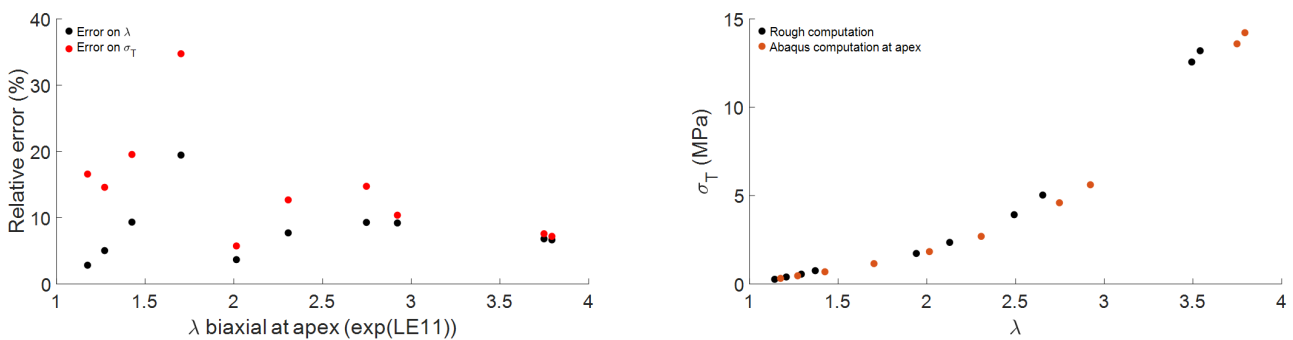 40
30
20
10
0
Relative error (%)
Error on λ
Error on σT
1
1.5
2
2.5
3
3.5
4
λ biaxial at apex (exp(LE11))
15
10
5
0
σT (MPa)
Rough computation
Abaqus computation at apex
1
1.5
2
2.5
3
3.5
4
λ